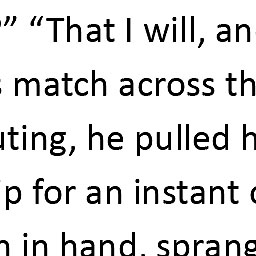 ” “That I will, an
match across th
uting, he pulled h
p for an instant
in hand, sprang